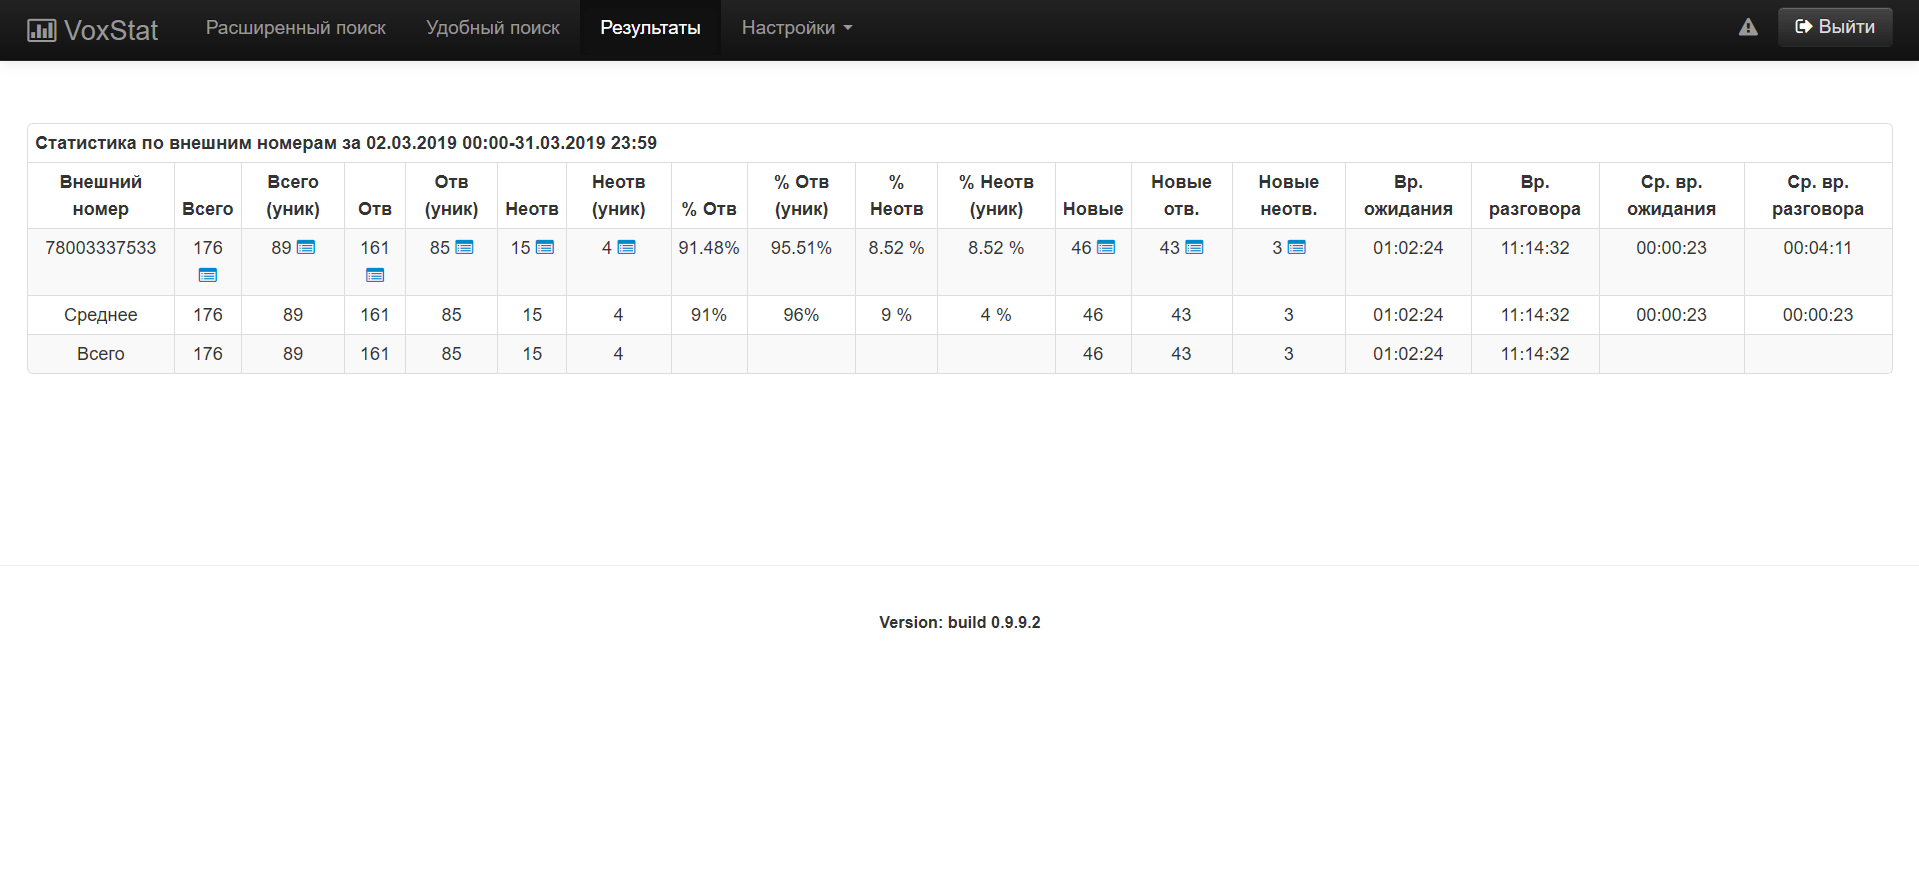 VoxStat Расширенный поиск Удобный поиск Результаты Настройки Выйти
Статистика по внешним номерам за 02.03.2019 00:00-31.03.2019 23:59
Внешний номер Всего Всего (уник) Отв Отв (уник) Неотв Неотв (уник) % Отв % Отв (уник) % Неотв % Неотв (уник) Новые Новые отв. Новые неотв. Вр. ожидания Вр. разговора Ср. вр. ожидания Ср. вр. разговора
78003337533 176 89 161 85 15 4 91.48% 95.51% 8.52 % 8.52 % 46 43 3 01:02:24 11:14:32 00:00:23 00:04:11
Среднее 176 89 161 85 15 4 91% 96% 9 % 4 % 46 43 3 01:02:24 11:14:32 00:00:23 00:00:23
Всего 176 89 161 85 15 4 46 43 3 01:02:24 11:14:32
Version: build 0.9.9.2